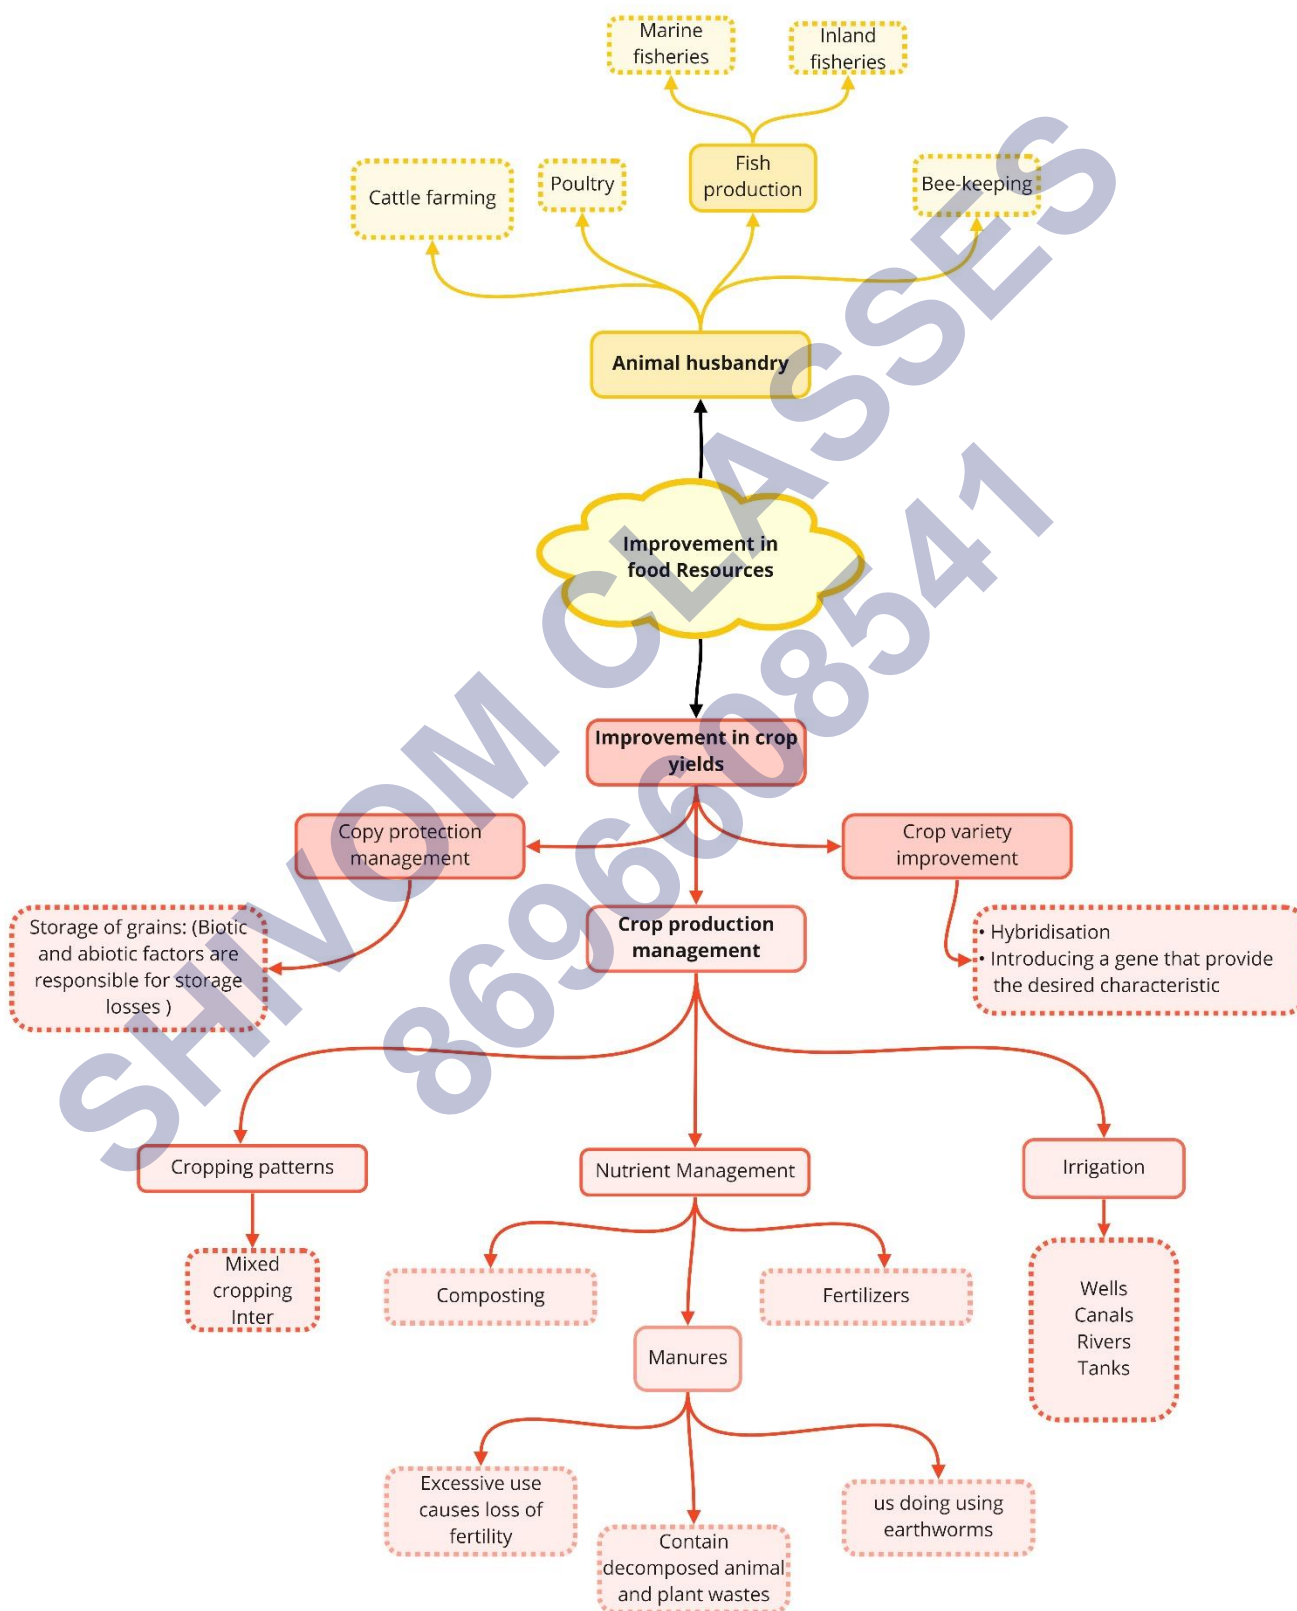 Marine
fisheries
Inland
fisheries
Cattle farming
Poultry
Fish
production
Bee-keeping
Animal husbandry
Improvement in
food Resources
Improvement in crop
yields
Copy protection
management
Crop variety
improvement
Storage of grains: (Biotic
and abiotic factors are
responsible for storage
losses )
Crop production
management
• Hybridisation
• Introducing a gene that provide
the desired characteristic
Cropping patterns
Nutrient Management
Irrigation
Mixed
cropping
Inter
Composting
Fertilizers
Wells
Canals
Rivers
Tanks
Manures
Excessive use
causes loss of
fertility
Contain
decomposed animal
and plant wastes
us doing using
earthworms
SHIVOM CLASSES
8696608541